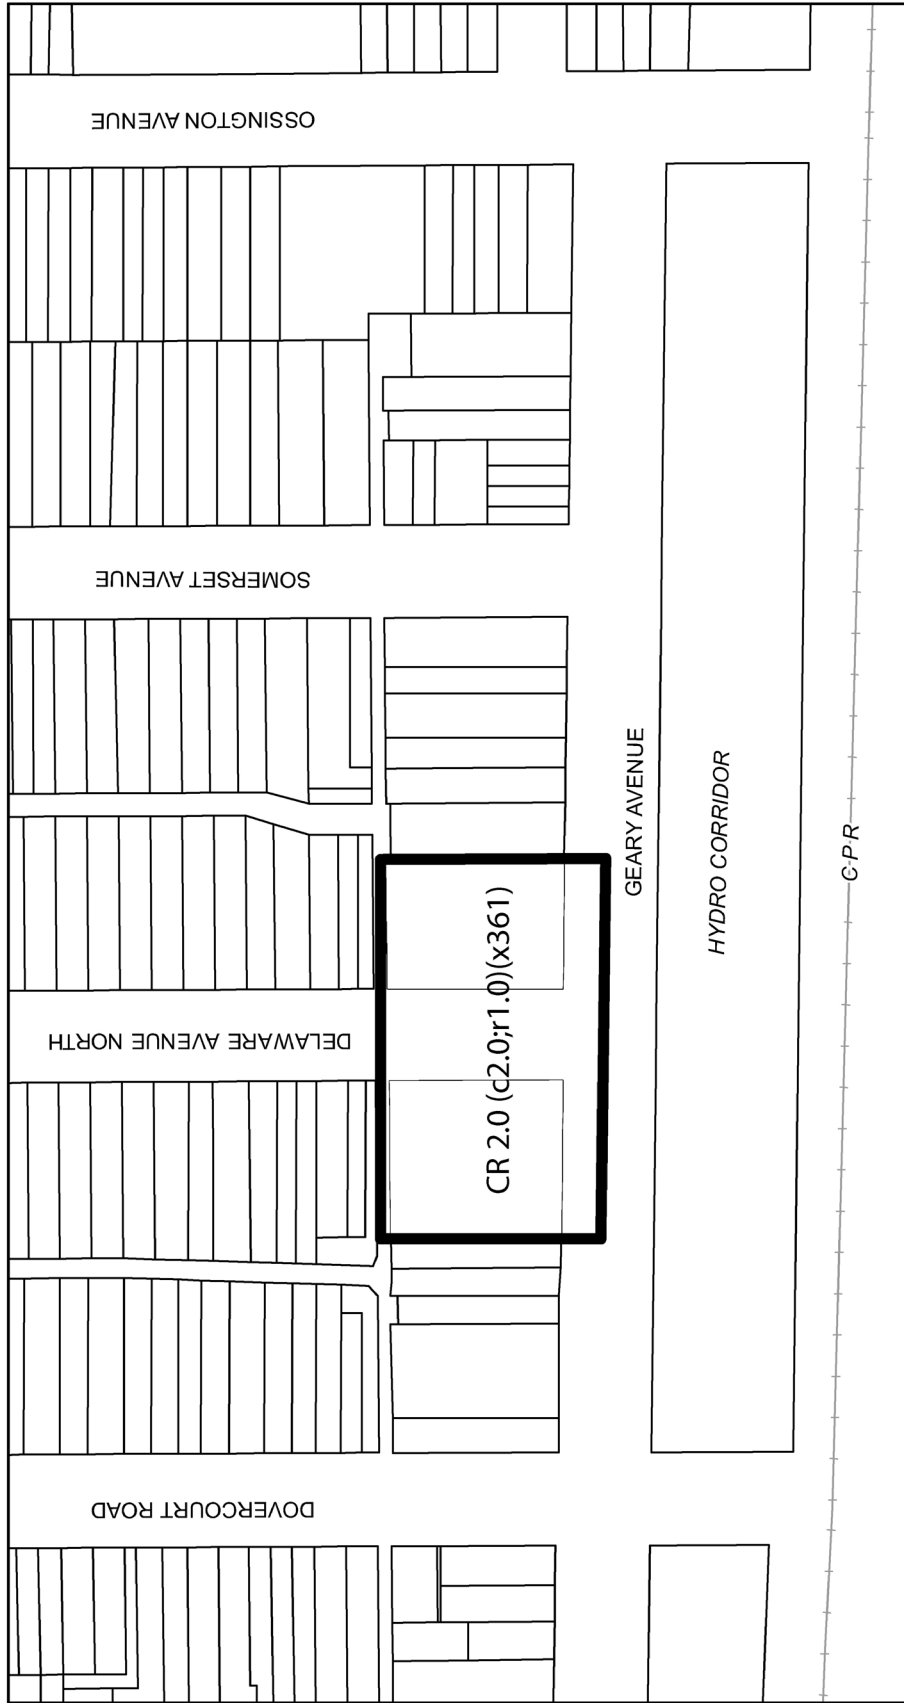 OSSINGTON AVENUE
SOMERSET AVENUE
DELAWARE AVENUE NORTH
DOVERCOURT ROAD
CR 2.0 (c2.0;r1.0)(x361)
GEARY AVENUE
HYDRO CORRIDOR
C-P-R